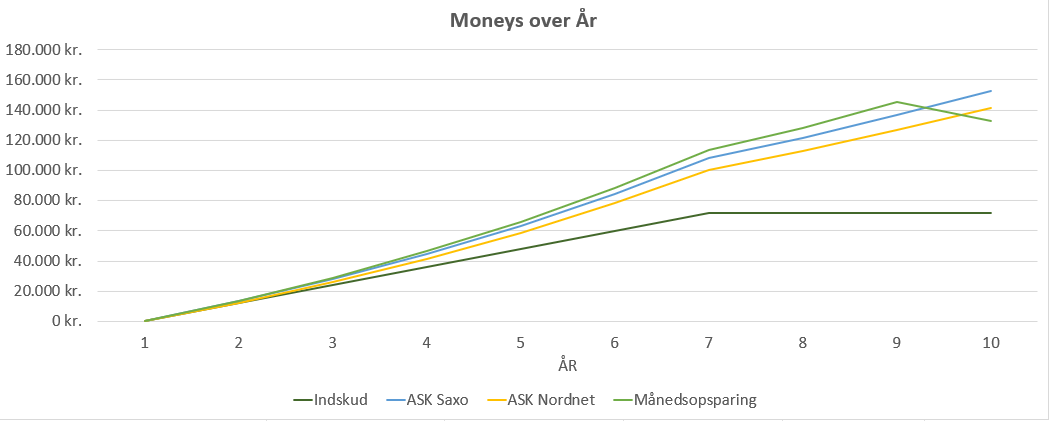 Moneys over År
180.000 kr.
160.000 kr.
140.000 kr.
120.000 kr.
100.000 kr.
80.000 kr.
60.000 kr.
40.000 kr.
20.000 kr.
0 kr.
1 2 3 4 5 6 7 8 9 10
ÅR
Indskud ASK Saxo ASK Nordnet Månedsopsparing